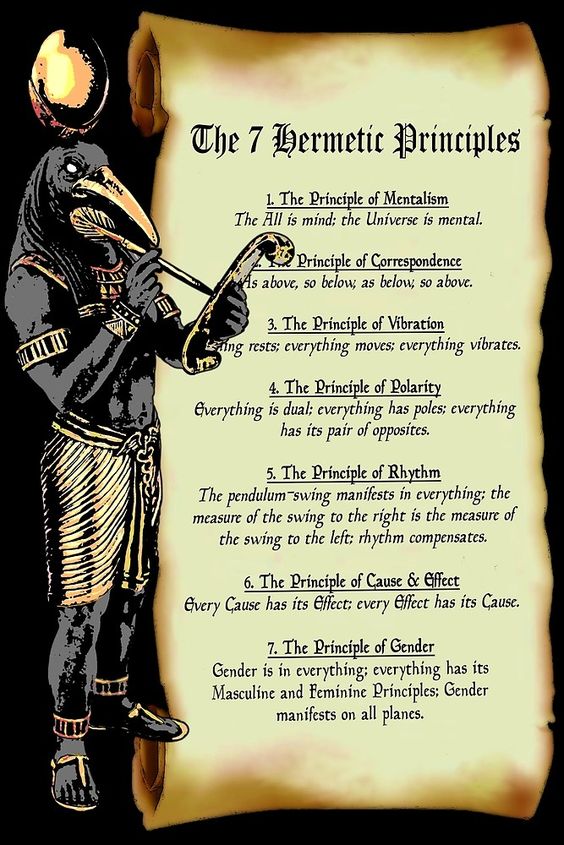 The 7 Hermetic Principles
1. The Principle of Mentalism
The All is mind; the Universe is mental.
Principle of Correspondence
As above, so below; as below, so above.
3. The Principle of Vibration
rests; everything moves; everything vibrates.
4. The Principle of Polarity
Everything is dual; everything has poles; everything
has its pair of opposites.
5. The Principle of Rhythm
The pendulum-swing manifests in everything; the
measure of the swing to the right is the measure of
the swing to the left; rhythm compensates.
6. The Principle of Cause & Effect
Every Cause has its Effect; every Effect has its Cause.
7. The Principle of Gender
Gender is in everything; everything has its
Masculine and Feminine Principles; Gender
manifests on all planes.